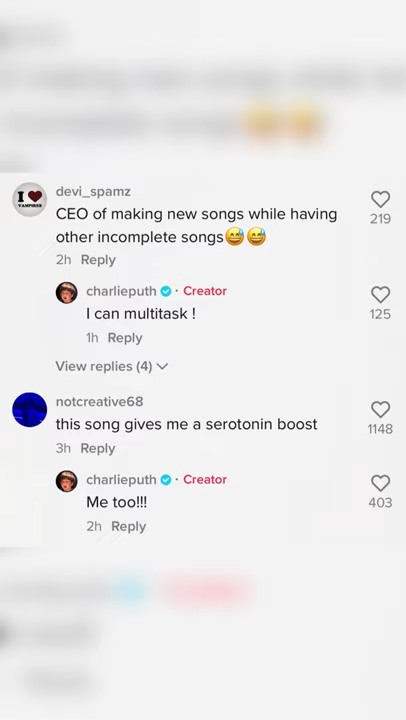 I ❤ VAMPIRES
devi_spamz
CEO of making new songs while having
other incomplete songs😅😅
219
2h Reply
charlieputh · Creator
I can multitask !
125
1h Reply
View replies (4)
notcreative68
this song gives me a serotonin boost
1148
3h Reply
charlieputh · Creator
Me too!!!
403
2h Reply